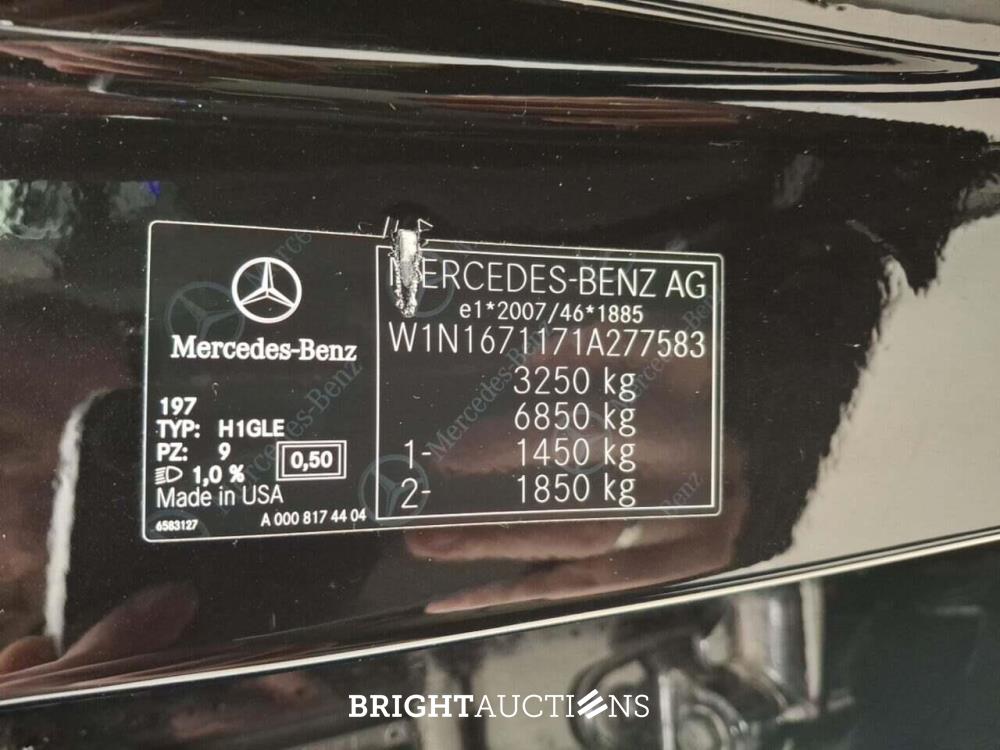 Mercedes-Benz
197
TYP: H1GLE
PZ: 9
1,0 %
0,50
Made in USA
6583127
A 000 817 44 04
MERCEDES-BENZ AG
e1*2007/46*1885
W1N1671171A277583
3250 kg
6850 kg
1- 1450 kg
2- 1850 kg
BRIGHTAUCTIONS